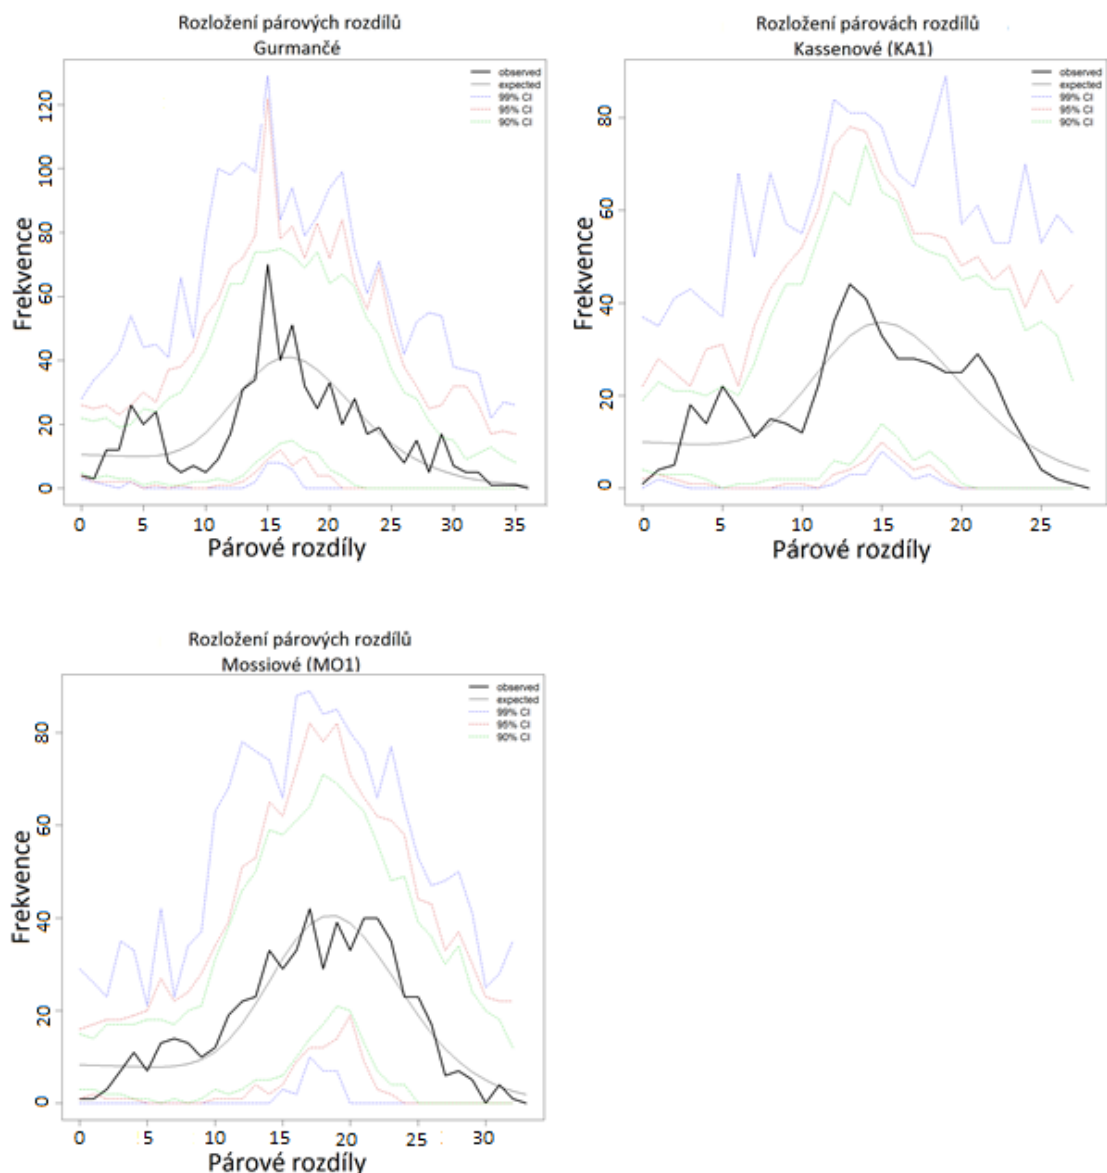 Rozložení párových rozdílů
Gurmančé
observed
expected
99% CI
95% CI
90% CI
Frekvence
120
100
80
60
40
20
0
0 5 10 15 20 25 30 35
Párové rozdíly
Rozložení párovách rozdílů
Kassenové (KA1)
observed
expected
99% CI
95% CI
90% CI
Frekvence
80
60
40
20
0
0 5 10 15 20 25
Párové rozdíly
Rozložení párových rozdílů
Mossiové (MO1)
observed
expected
99% CI
95% CI
90% CI
Frekvence
80
60
40
20
0
0 5 10 15 20 25 30
Párové rozdíly